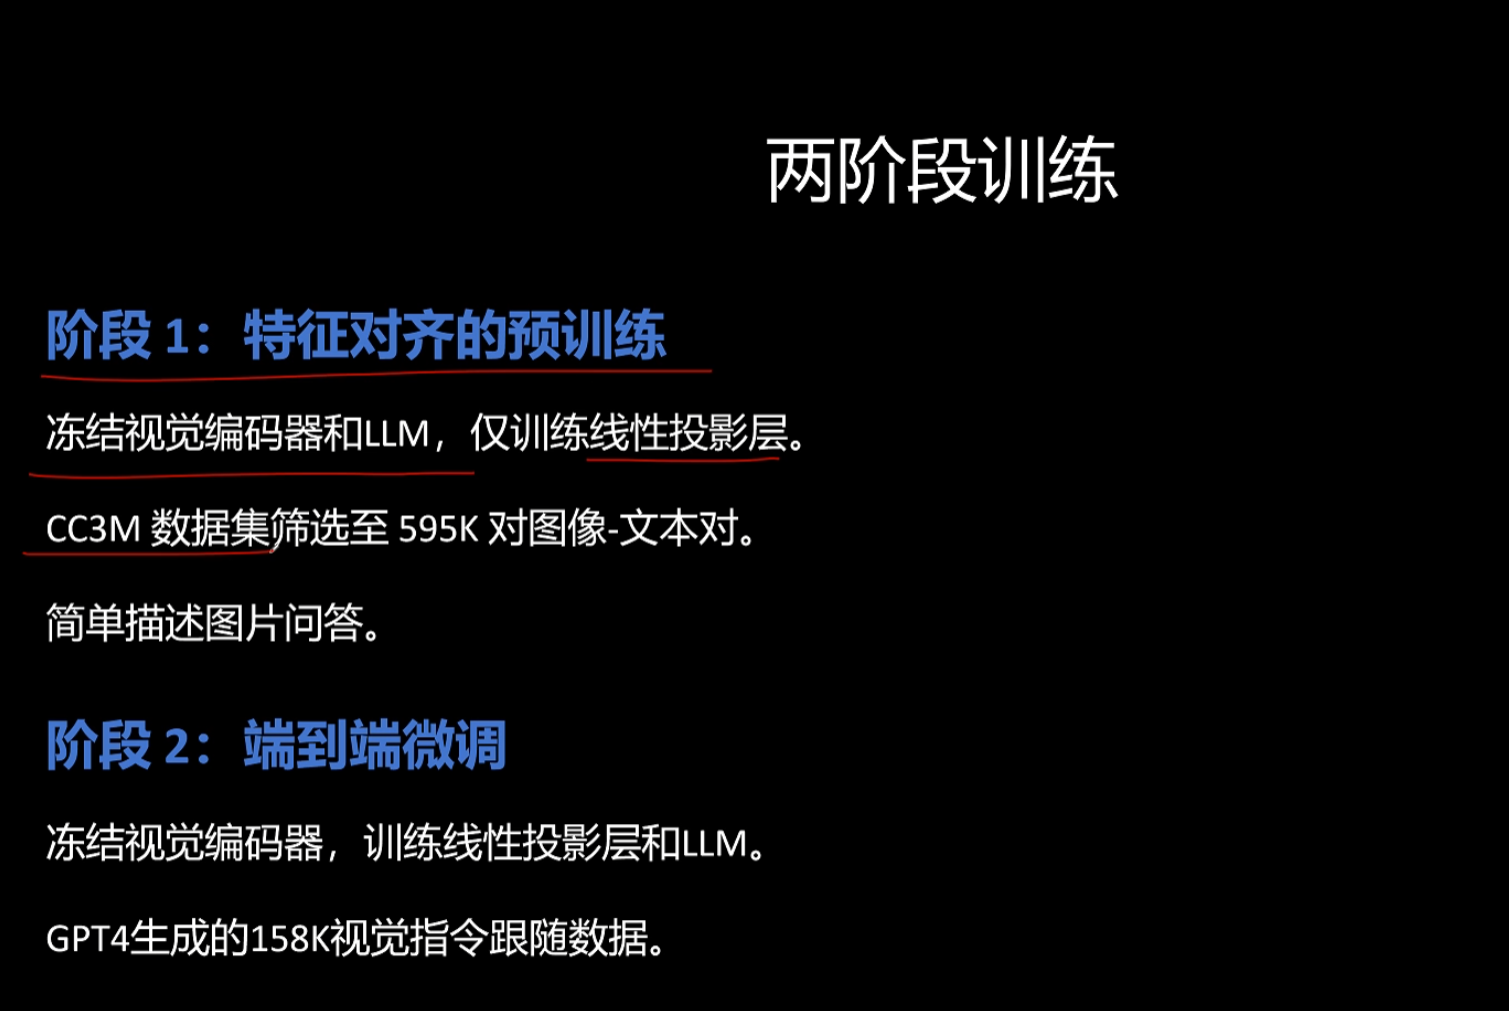 两阶段训练
阶段 1：特征对齐的预训练
冻结视觉编码器和LLM，仅训练线性投影层。
CC3M 数据集筛选至 595K 对图像-文本对。
简单描述图片问答。
阶段 2：端到端微调
冻结视觉编码器，训练线性投影层和LLM。
GPT4生成的158K视觉指令跟随数据。